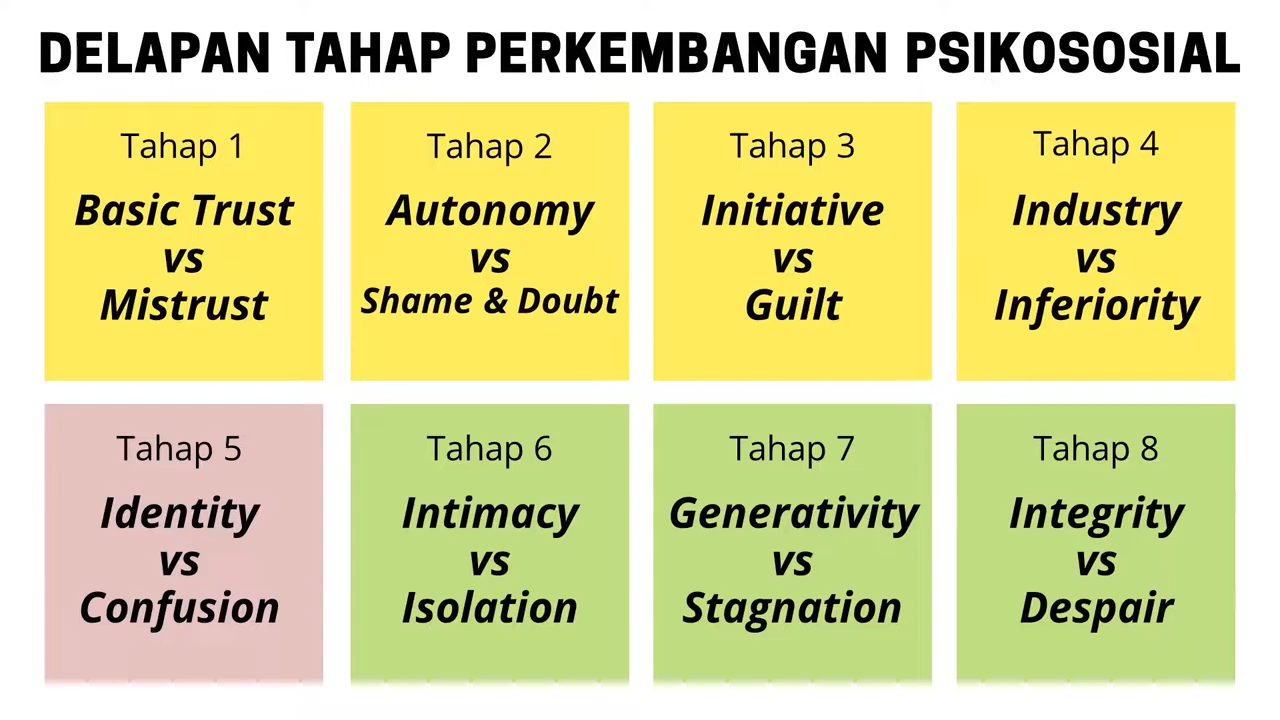 DELAPAN TAHAP PERKEMBANGAN PSIKOSOSIAL
Tahap 1
Basic Trust
vs
Mistrust
Tahap 2
Autonomy
vs
Shame & Doubt
Tahap 3
Initiative
vs
Guilt
Tahap 4
Industry
vs
Inferiority
Tahap 5
Identity
vs
Confusion
Tahap 6
Intimacy
vs
Isolation
Tahap 7
Generativity
vs
Stagnation
Tahap 8
Integrity
vs
Despair